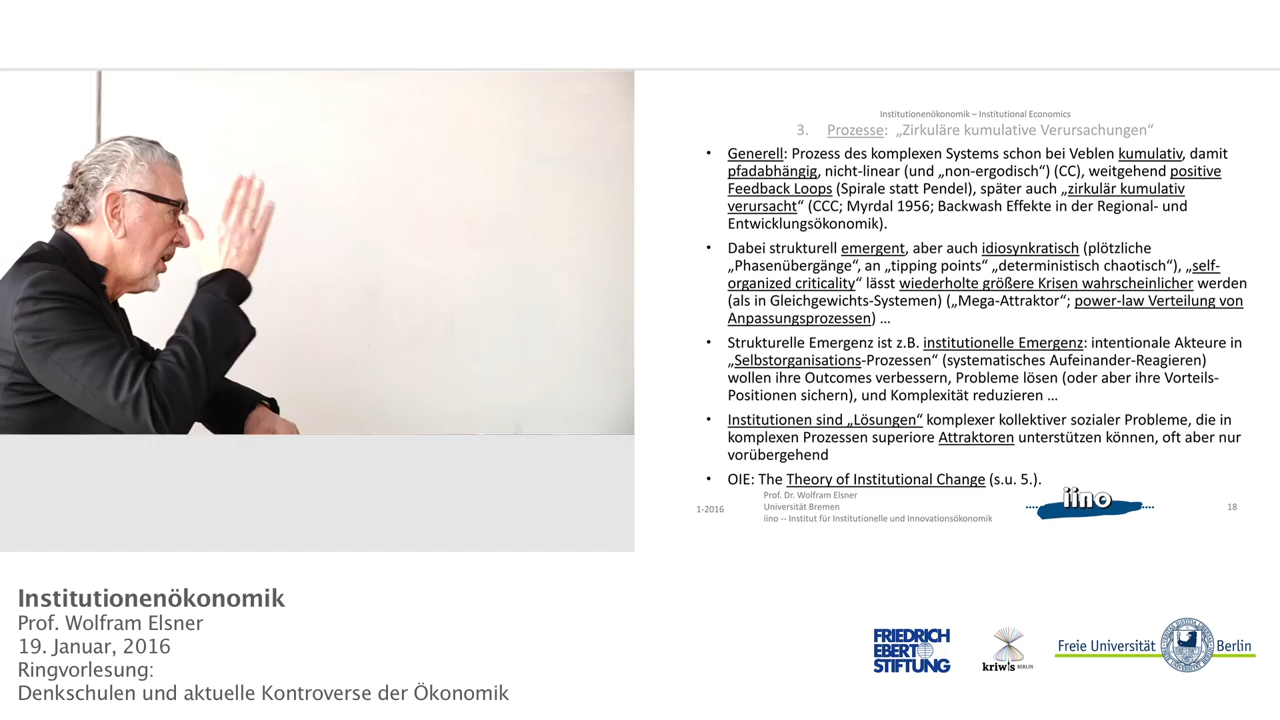 Institutionenökonomik – Institutional Economics
3. Prozesse: „Zirkuläre kumulative Verursachungen“
• Generell: Prozess des komplexen Systems schon bei Veblen kumulativ, damit
pfadabhängig, nicht-linear (und „non-ergodisch“) (CC), weitgehend positive
Feedback Loops (Spirale statt Pendel), später auch „zirkulär kumulativ
verursacht“ (CCC; Myrdal 1956; Backwash Effekte in der Regional- und
Entwicklungsökonomik).
• Dabei strukturell emergent, aber auch idiosynkratisch (plötzliche
„Phasenübergänge“, an „tipping points“ „deterministisch chaotisch“), „self-
organized criticality“ lässt wiederholte größere Krisen wahrscheinlicher werden
(als in Gleichgewichts-Systemen) („Mega-Attraktor“; power-law Verteilung von
Anpassungsprozessen) ...
• Strukturelle Emergenz ist z.B. institutionelle Emergenz: intentionale Akteure in
„Selbstorganisations-Prozessen“ (systematisches Aufeinander-Reagieren)
wollen ihre Outcomes verbessern, Probleme lösen (oder aber ihre Vorteils-
Positionen sichern), und Komplexität reduzieren ...
• Institutionen sind „Lösungen“ komplexer kollektiver sozialer Probleme, die in
komplexen Prozessen superiore Attraktoren unterstützen können, oft aber nur
vorübergehend
• OIE: The Theory of Institutional Change (s.u. 5.).
1-2016
Prof. Dr. Wolfram Elsner
Universität Bremen
iino -- Institut für Institutionelle und Innovationsökonomik
iino
18
Institutionenökonomik
Prof. Wolfram Elsner
19. Januar, 2016
Ringvorlesung:
Denkschulen und aktuelle Kontroverse der Ökonomik
FRIEDRICH
EBERT
STIFTUNG
kriwis BERLIN
Freie Universität Berlin